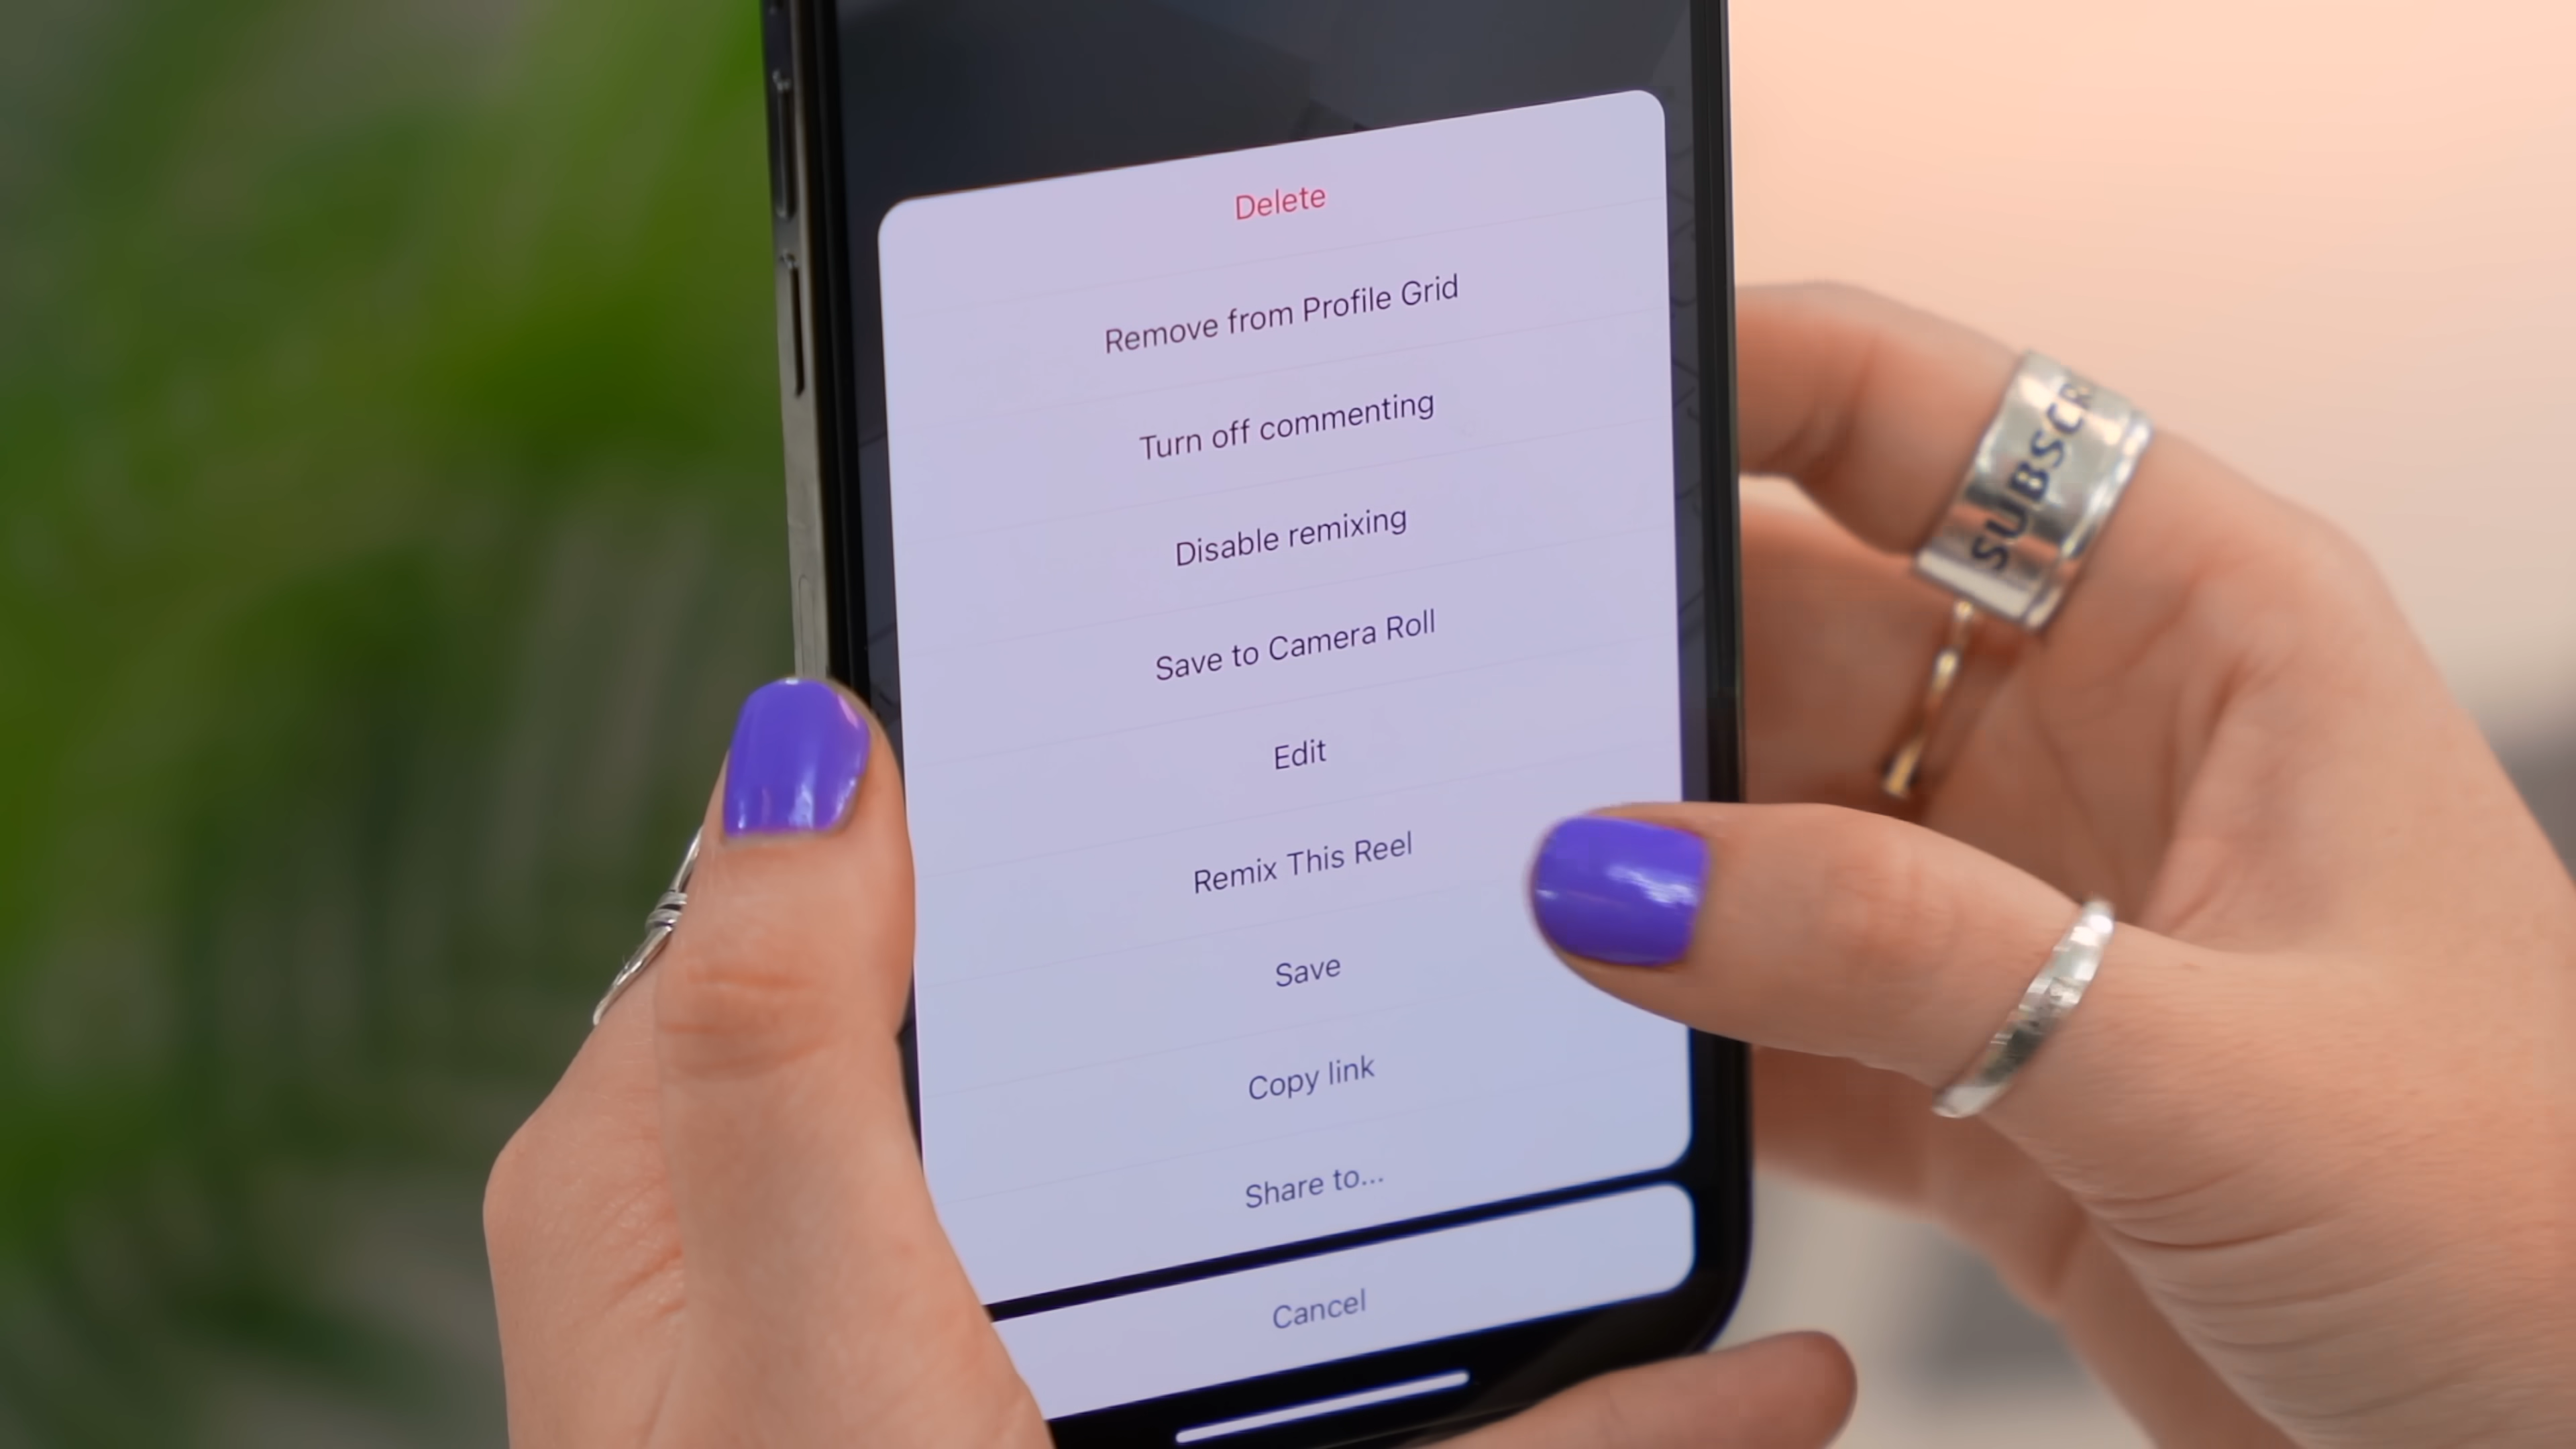 Delete
Remove from Profile Grid
Turn off commenting
Disable remixing
Save to Camera Roll
Edit
Remix This Reel
Save
Copy link
Share to...
Cancel
SUBSCR